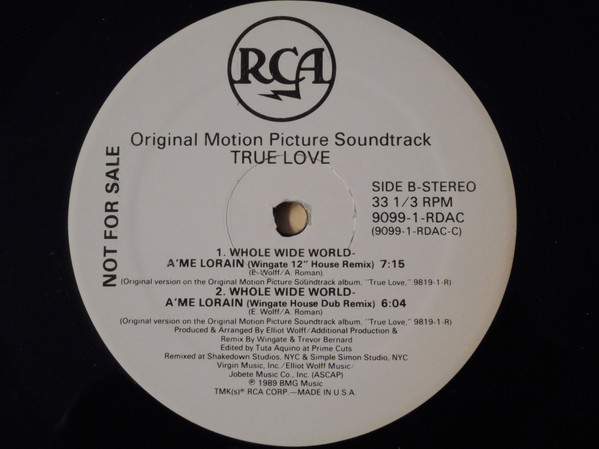 RCA
Original Motion Picture Soundtrack
TRUE LOVE
NOT FOR SALE
SIDE B-STEREO
33 1/3 RPM
9099-1-RDAC
(9099-1-RDAC-C)
1. WHOLE WIDE WORLD-
A'ME LORAIN (Wingate 12" House Remix) 7:15
(E. Wolff/A. Roman)
(Original version on the Original Motion Picture Soundtrack album, "True Love," 9819-1-R)
2. WHOLE WIDE WORLD-
A'ME LORAIN (Wingate House Dub Remix) 6:04
(E. Wolff/A. Roman)
(Original version on the Original Motion Picture Soundtrack album, "True Love," 9819-1-R)
Produced & Arranged By Elliot Wolff/Additional Production &
Remix By Wingate & Trevor Bernard
Edited by Tuta Aquino at Prime Cuts
Remixed at Shakedown Studios, NYC & Simple Simon Studio, NYC
Virgin Music, Inc./Elliot Wolff Music/
Jobete Music Co., Inc. (ASCAP)
℗ 1989 BMG Music
TMK(s)® RCA CORP.—MADE IN U.S.A.